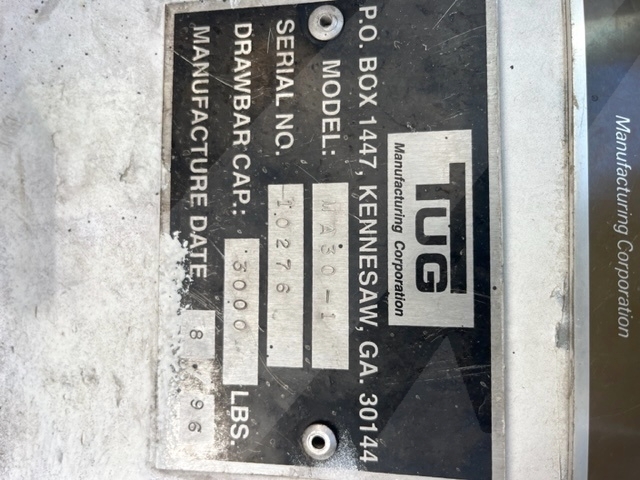 Manufacturing Corporation
TUG
Manufacturing Corporation
P.O. BOX 1447, KENNESAW, GA. 30144
MODEL: MA30-1
SERIAL NO. 10276
DRAWBAR CAP.: 3000 LBS.
MANUFACTURE DATE 8 96